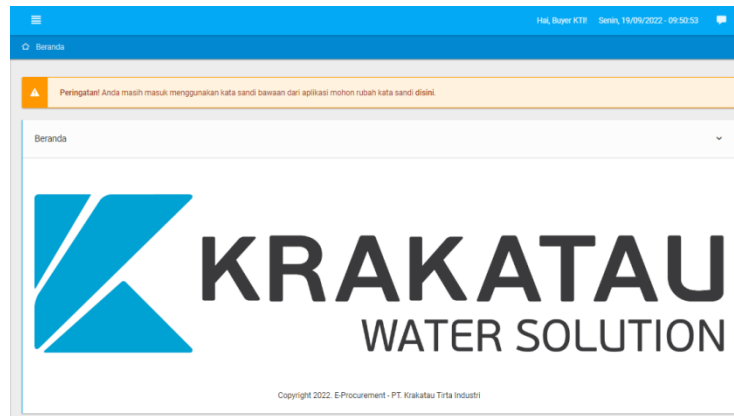 Hai, Buyer KTI! Senin, 19/09/2022 - 09:50:53
Beranda
Peringatan! Anda masih masuk menggunakan kata sandi bawaan dari aplikasi mohon rubah kata sandi disini.
Beranda
KRAKATAU
WATER SOLUTION
Copyright 2022. E-Procurement - PT. Krakatau Tirta Industri